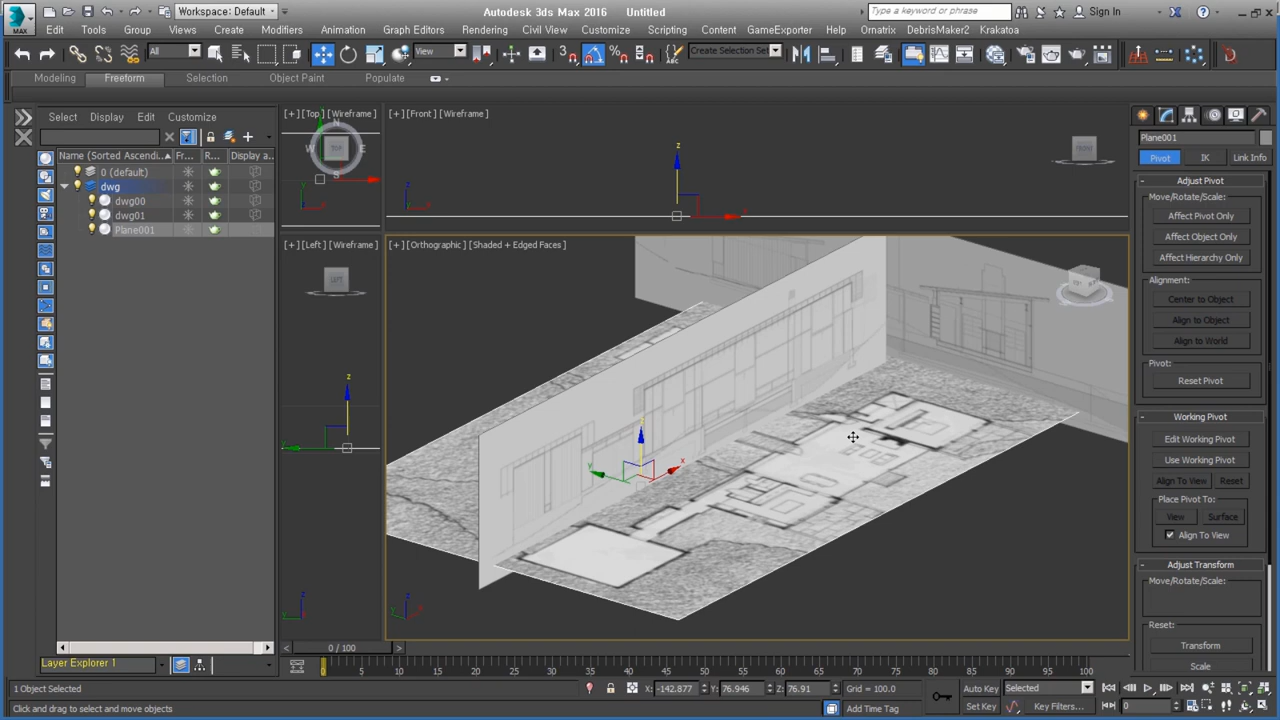 Workspace: Default
Autodesk 3ds Max 2016 Untitled
Type a keyword or phrase
Sign In
MAX
Edit Tools Group Views Create Modifiers Animation Graph Editors Rendering Civil View Customize Scripting Content GameExporter Help Ornatrix DebrisMaker2 Krakatoa
All
View
Create Selection Set
Modeling Freeform Selection Object Paint Populate
Select Display Edit Customize
Name (Sorted Ascending) Fr... R... Display a...
0 (default)
dwg
dwg00
dwg01
Plane001
Layer Explorer 1
[+] [Top] [Wireframe]
[+] [Front] [Wireframe]
[+] [Left] [Wireframe]
[+] [Orthographic] [Shaded + Edged Faces]
N
W TOP E
S
FRONT
LEFT
Plane001
Pivot IK Link Info
Adjust Pivot
Move/Rotate/Scale:
Affect Pivot Only
Affect Object Only
Affect Hierarchy Only
Alignment:
Center to Object
Align to Object
Align to World
Pivot:
Reset Pivot
Working Pivot
Edit Working Pivot
Use Working Pivot
Align To View Reset
Place Pivot To:
View Surface
Align To View
Adjust Transform
Move/Rotate/Scale:
Reset:
Transform
Scale
0 / 100
0 5 10 15 20 25 30 35 40 45 50 55 60 65 70 75 80 85 90 95 100
1 Object Selected
X: -142.877 Y: 76.946 Z: 76.91 Grid = 100.0
Auto Key Selected
Click and drag to select and move objects
Add Time Tag
Set Key Key Filters... 0